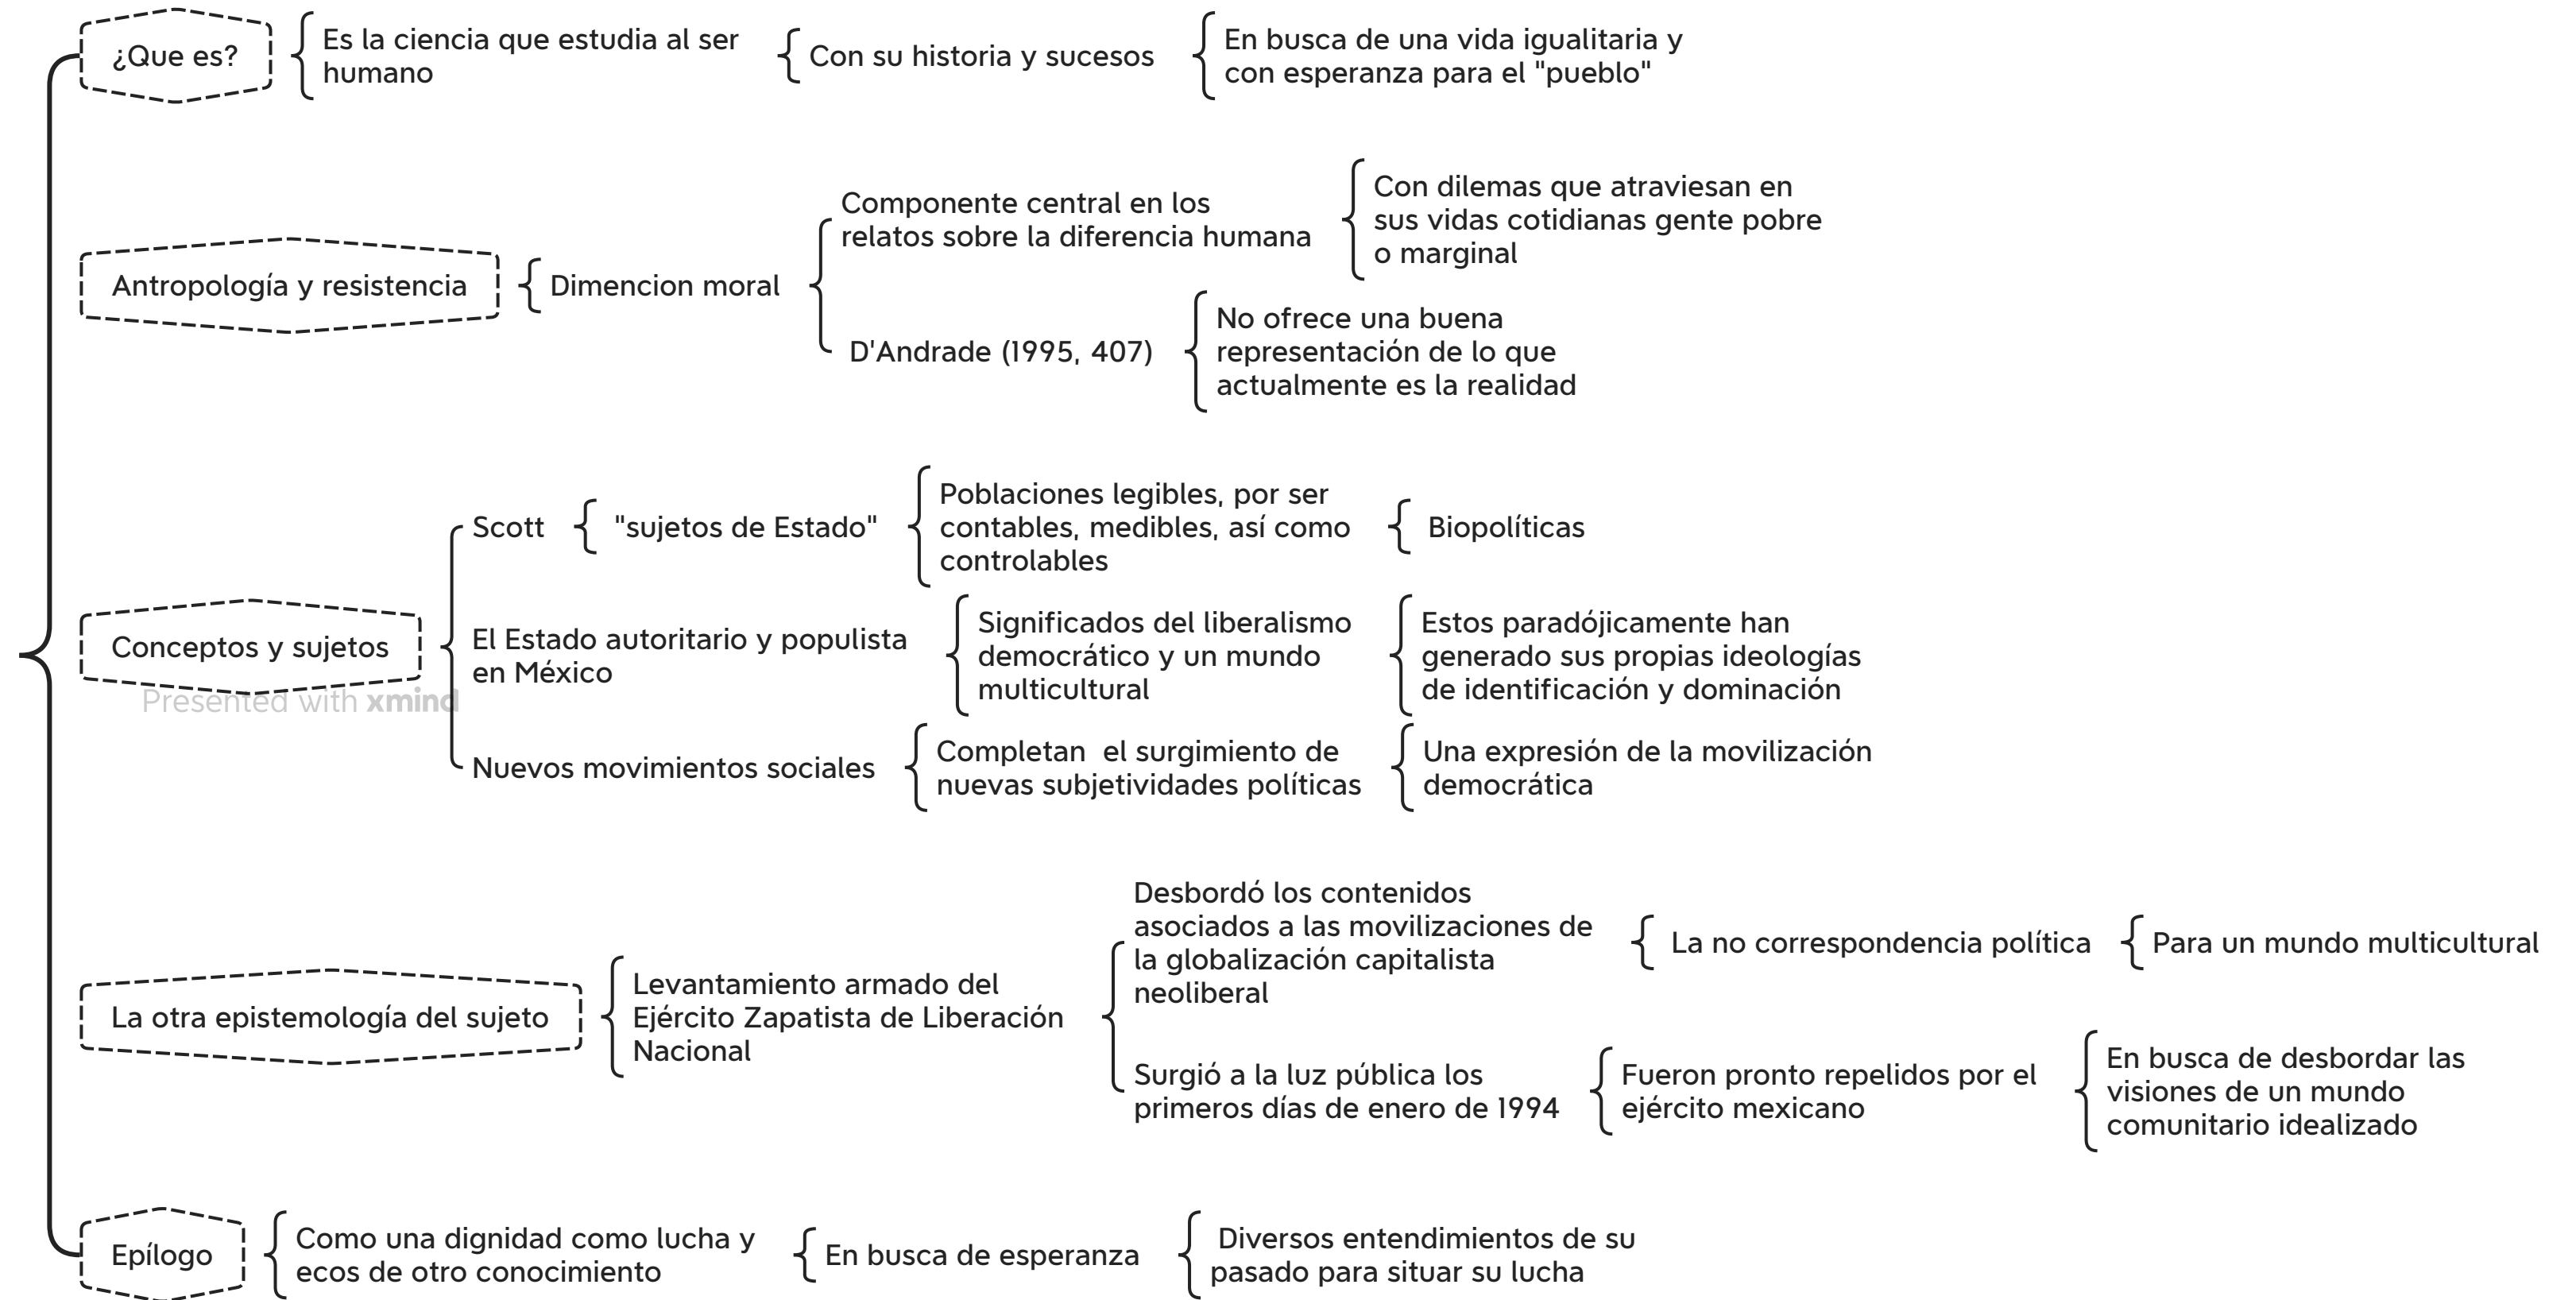 ¿Que es?
Es la ciencia que estudia al ser
humano
Con su historia y sucesos
En busca de una vida igualitaria y
con esperanza para el "pueblo"
Antropología y resistencia
Dimencion moral
Componente central en los
relatos sobre la diferencia humana
Con dilemas que atraviesan en
sus vidas cotidianas gente pobre
o marginal
D'Andrade (1995, 407)
No ofrece una buena
representación de lo que
actualmente es la realidad
Conceptos y sujetos
Scott
"sujetos de Estado"
Poblaciones legibles, por ser
contables, medibles, así como
controlables
Biopolíticas
El Estado autoritario y populista
en México
Significados del liberalismo
democrático y un mundo
multicultural
Estos paradójicamente han
generado sus propias ideologías
de identificación y dominación
Nuevos movimientos sociales
Completan  el surgimiento de
nuevas subjetividades políticas
Una expresión de la movilización
democrática
Presented with xmind
La otra epistemología del sujeto
Levantamiento armado del
Ejército Zapatista de Liberación
Nacional
Desbordó los contenidos
asociados a las movilizaciones de
la globalización capitalista
neoliberal
La no correspondencia política
Para un mundo multicultural
Surgió a la luz pública los
primeros días de enero de 1994
Fueron pronto repelidos por el
ejército mexicano
En busca de desbordar las
visiones de un mundo
comunitario idealizado
Epílogo
Como una dignidad como lucha y
ecos de otro conocimiento
En busca de esperanza
Diversos entendimientos de su
pasado para situar su lucha